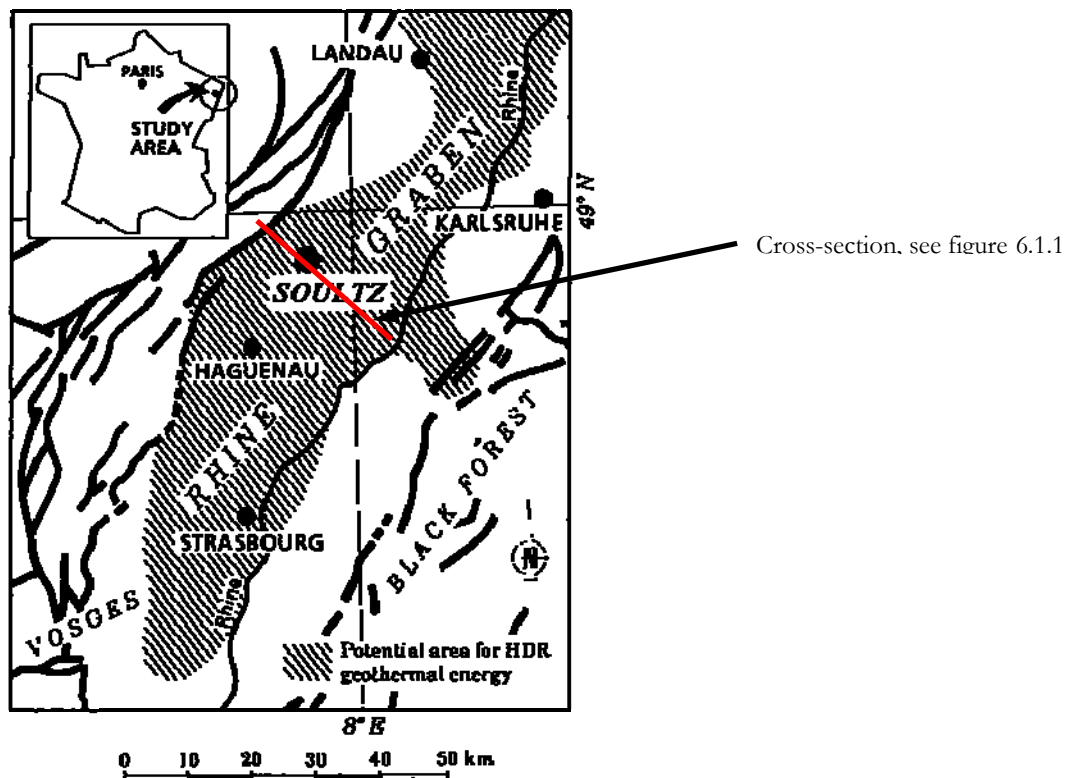 LANDAU
PARIS
STUDY
AREA
Rhine
GRABEN
KARLSRUHE
49° N
Cross-section, see figure 6.1.1
SOULTZ
HAGUENAU
RHINE
BLACK FOREST
STRASBOURG
N
Rhine
VOSGES
Potential area for HDR
geothermal energy
8° E
0 10 20 30 40 50 km